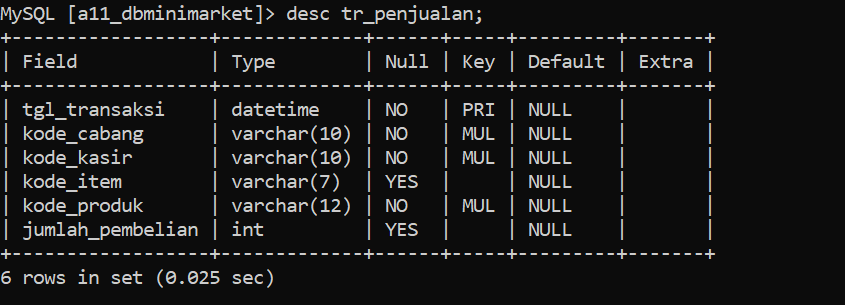 MySQL [a11_dbminimarket]> desc tr_penjualan;
+------------------+-------------+------+-----+---------+-------+
| Field            | Type        | Null | Key | Default | Extra |
+------------------+-------------+------+-----+---------+-------+
| tgl_transaksi    | datetime    | NO   | PRI | NULL    |       |
| kode_cabang      | varchar(10) | NO   | MUL | NULL    |       |
| kode_kasir       | varchar(10) | NO   | MUL | NULL    |       |
| kode_item        | varchar(7)  | YES  |     | NULL    |       |
| kode_produk      | varchar(12) | NO   | MUL | NULL    |       |
| jumlah_pembelian | int         | YES  |     | NULL    |       |
+------------------+-------------+------+-----+---------+-------+
6 rows in set (0.025 sec)